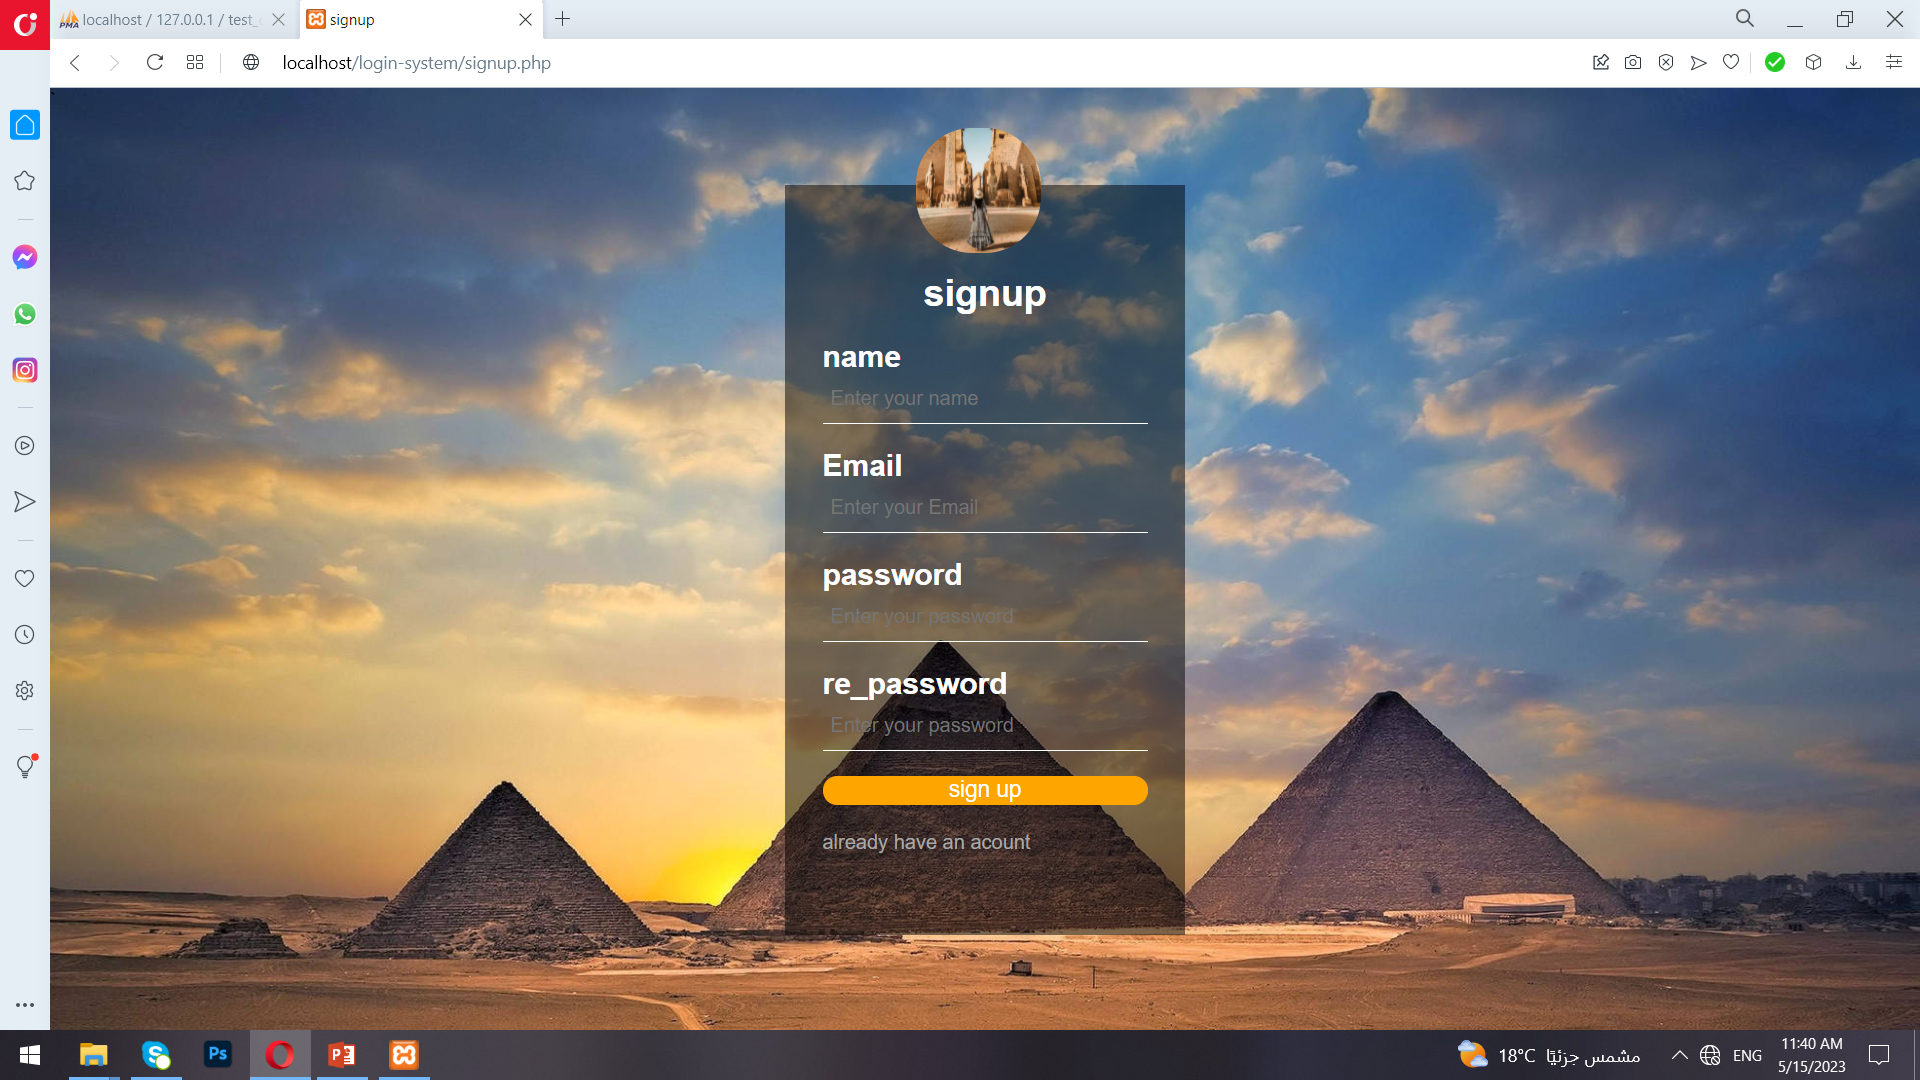 localhost / 127.0.0.1 / test_
signup
localhost/login-system/signup.php
signup
name
Enter your name
Email
Enter your Email
password
Enter your password
re_password
Enter your password
sign up
already have an acount
Ps
18°C مشمس جزئيًا
ENG
11:40 AM
5/15/2023